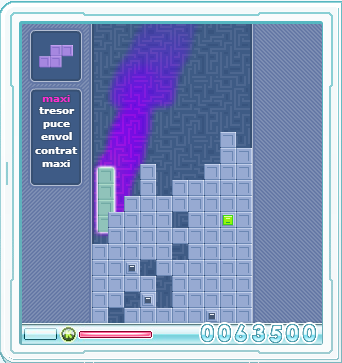 maxi
tresor
puce
envol
contrat
maxi
0063500